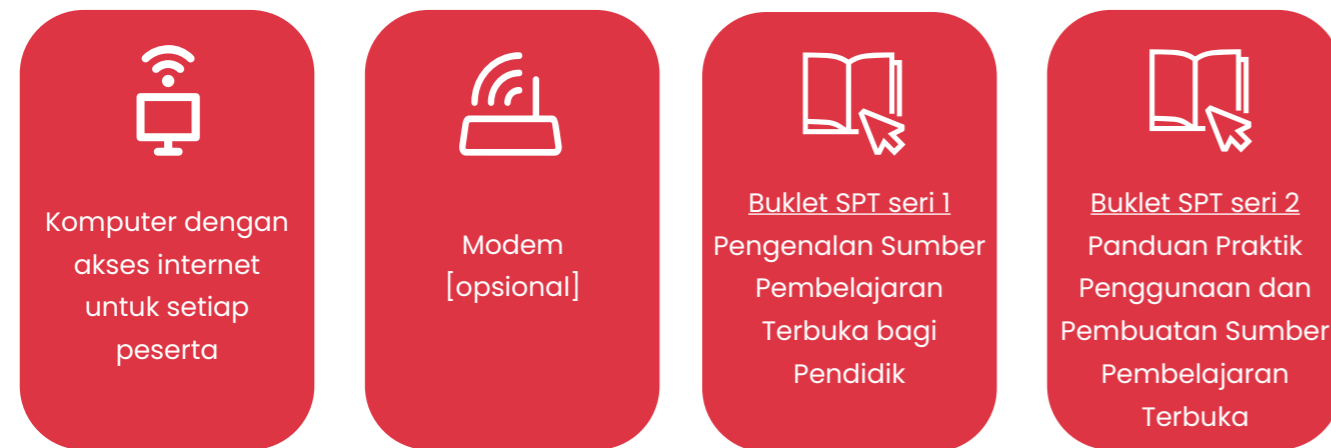 Komputer dengan
akses internet
untuk setiap
peserta
Modem
[opsional]
Buklet SPT seri 1
Pengenalan Sumber
Pembelajaran
Terbuka bagi
Pendidik
Buklet SPT seri 2
Panduan Praktik
Penggunaan dan
Pembuatan Sumber
Pembelajaran
Terbuka